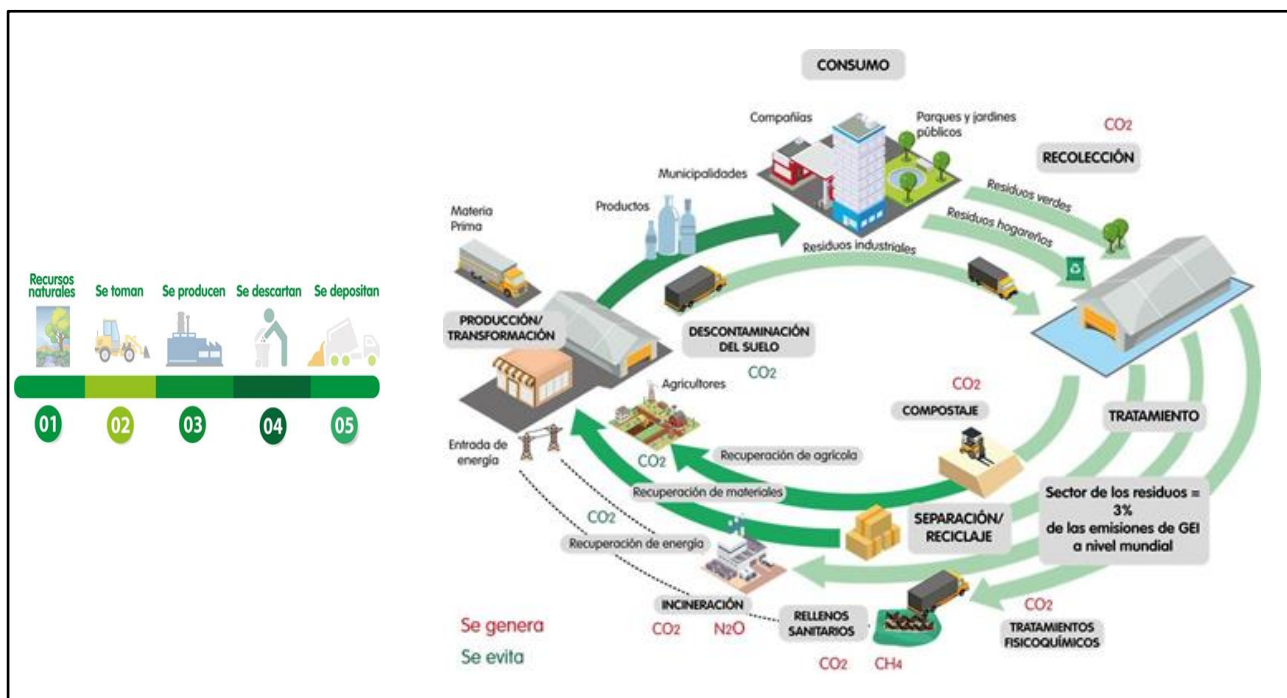 Recursos
naturales
Se toman
Se producen
Se descartan
Se depositan
01
02
03
04
05
CONSUMO
Compañías
Parques y jardines
públicos
CO2
RECOLECCIÓN
Municipalidades
Residuos verdes
Productos
Residuos hogareños
Materia
Prima
Residuos industriales
PRODUCCIÓN/
TRANSFORMACIÓN
DESCONTAMINACIÓN
DEL SUELO
CO2
Agricultores
CO2
COMPOSTAJE
TRATAMIENTO
Entrada de
energía
CO2
Recuperación de agrícola
Recuperación de materiales
CO2
Recuperación de energía
SEPARACIÓN/
RECICLAJE
Sector de los residuos =
3%
de las emisiones de GEI
a nivel mundial
INCINERACIÓN
CO2
N2O
RELLENOS
SANITARIOS
CO2
CH4
CO2
TRATAMIENTOS
FISICOQUÍMICOS
Se genera
Se evita